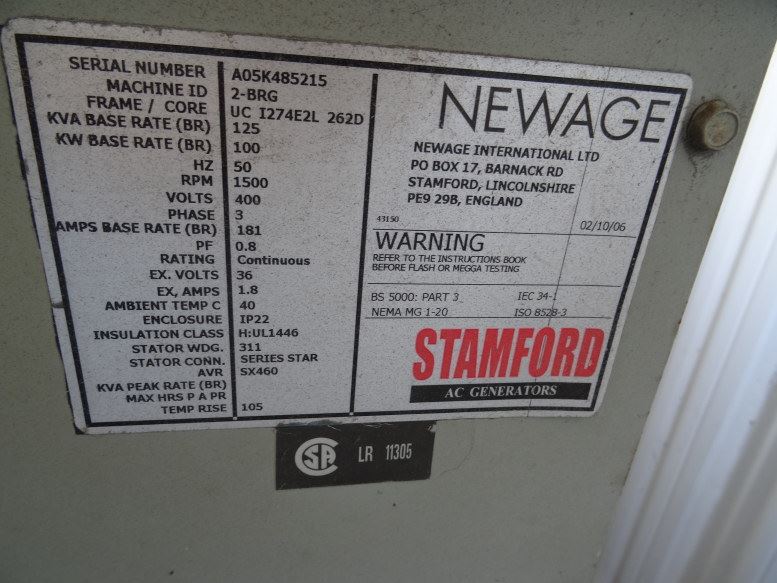 SERIAL NUMBER A05K485215
MACHINE ID 2-BRG
FRAME / CORE UC I274E2L 262D
KVA BASE RATE (BR) 125
KW BASE RATE (BR) 100
HZ 50
RPM 1500
VOLTS 400
PHASE 3
AMPS BASE RATE (BR) 181
PF 0.8
RATING Continuous
EX. VOLTS 36
EX, AMPS 1.8
AMBIENT TEMP C 40
ENCLOSURE IP22
INSULATION CLASS H:UL1446
STATOR WDG. 311
STATOR CONN. SERIES STAR
AVR SX460
KVA PEAK RATE (BR)
MAX HRS P A PR
TEMP RISE 105
NEWAGE
NEWAGE INTERNATIONAL LTD
PO BOX 17, BARNACK RD
STAMFORD, LINCOLNSHIRE
PE9 29B, ENGLAND
43150 02/10/06
WARNING
REFER TO THE INSTRUCTIONS BOOK
BEFORE FLASH OR MEGGA TESTING
BS 5000: PART 3 IEC 34-1
NEMA MG 1-20 ISO 8528-3
STAMFORD
AC GENERATORS
CSA LR 11305